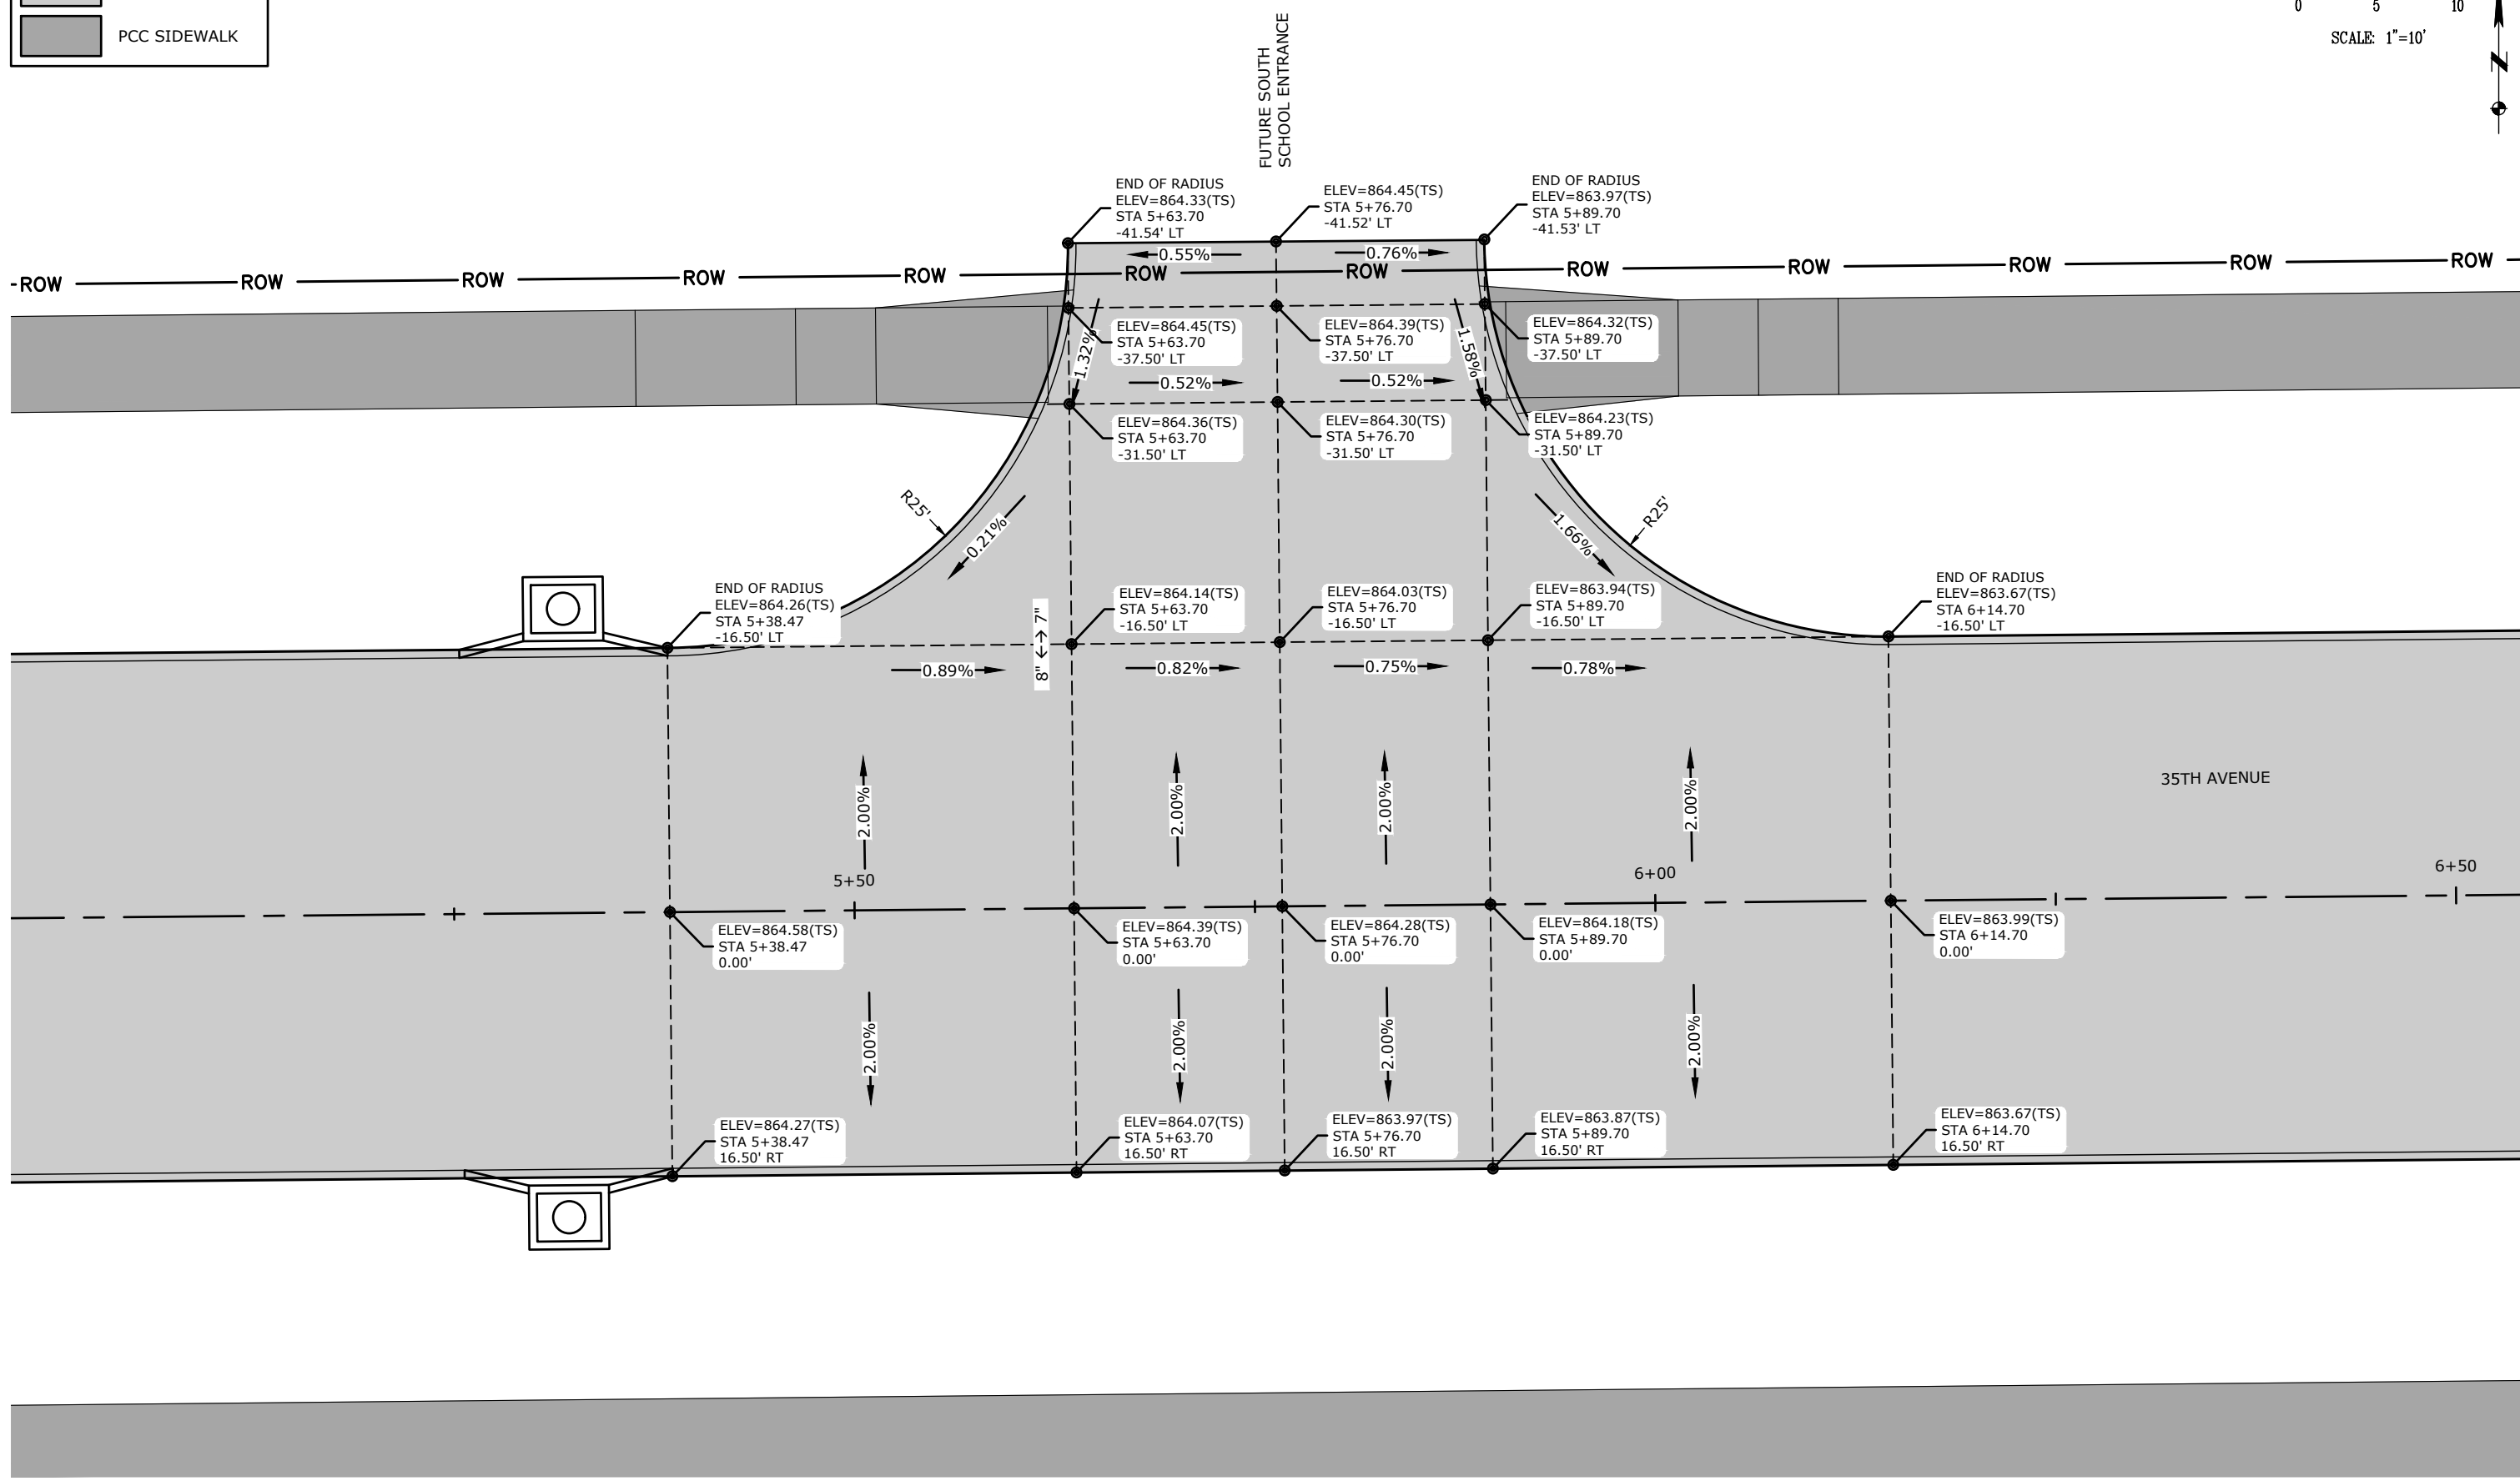 PCC SIDEWALK
0 5 10
SCALE: 1"=10'
N
FUTURE SOUTH
SCHOOL ENTRANCE
END OF RADIUS
ELEV=864.33(TS)
STA 5+63.70
-41.54' LT
ELEV=864.45(TS)
STA 5+76.70
-41.52' LT
END OF RADIUS
ELEV=863.97(TS)
STA 5+89.70
-41.53' LT
0.55%
0.76%
ROW ROW ROW ROW ROW ROW ROW ROW ROW ROW ROW ROW
ELEV=864.45(TS)
STA 5+63.70
-37.50' LT
ELEV=864.39(TS)
STA 5+76.70
-37.50' LT
ELEV=864.32(TS)
STA 5+89.70
-37.50' LT
1.32%
1.58%
0.52%
0.52%
ELEV=864.36(TS)
STA 5+63.70
-31.50' LT
ELEV=864.30(TS)
STA 5+76.70
-31.50' LT
ELEV=864.23(TS)
STA 5+89.70
-31.50' LT
R25'
0.21%
1.66%
R25'
END OF RADIUS
ELEV=864.26(TS)
STA 5+38.47
-16.50' LT
8" 7"
ELEV=864.14(TS)
STA 5+63.70
-16.50' LT
ELEV=864.03(TS)
STA 5+76.70
-16.50' LT
ELEV=863.94(TS)
STA 5+89.70
-16.50' LT
END OF RADIUS
ELEV=863.67(TS)
STA 6+14.70
-16.50' LT
0.89%
0.82%
0.75%
0.78%
2.00%
2.00%
2.00%
2.00%
35TH AVENUE
5+50
6+00
6+50
ELEV=864.58(TS)
STA 5+38.47
0.00'
ELEV=864.39(TS)
STA 5+63.70
0.00'
ELEV=864.28(TS)
STA 5+76.70
0.00'
ELEV=864.18(TS)
STA 5+89.70
0.00'
ELEV=863.99(TS)
STA 6+14.70
0.00'
2.00%
2.00%
2.00%
2.00%
ELEV=864.27(TS)
STA 5+38.47
16.50' RT
ELEV=864.07(TS)
STA 5+63.70
16.50' RT
ELEV=863.97(TS)
STA 5+76.70
16.50' RT
ELEV=863.87(TS)
STA 5+89.70
16.50' RT
ELEV=863.67(TS)
STA 6+14.70
16.50' RT